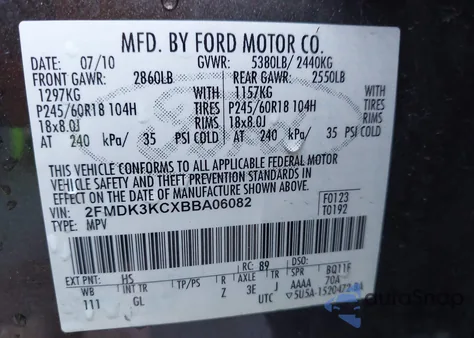 MFD. BY FORD MOTOR CO.
DATE: 07/10 GVWR: 5380LB/2440KG
FRONT GAWR: 2860LB REAR GAWR: 2550LB
1297KG 1157KG
P245/60R18 104H TIRES P245/60R18 104H
18x8.0J RIMS 18x8.0J
AT 240 kPa/ 35 PSI COLD AT 240 kPa/ 35 PSI COLD
THIS VEHICLE CONFORMS TO ALL APPLICABLE FEDERAL MOTOR
VEHICLE SAFETY AND THEFT PREVENTION STANDARDS IN
EFFECT ON THE DATE OF MANUFACTURE SHOWN ABOVE.
VIN: 2FMDK3KCXBBA06082 F0123
TYPE: MPV T0192
EXT PNT: HS RC: 89 DSO:
WB INT TR TP/PS R AXLE TR SPR BQ11F
111 GL Z 3E J AAAA 70A
UTC